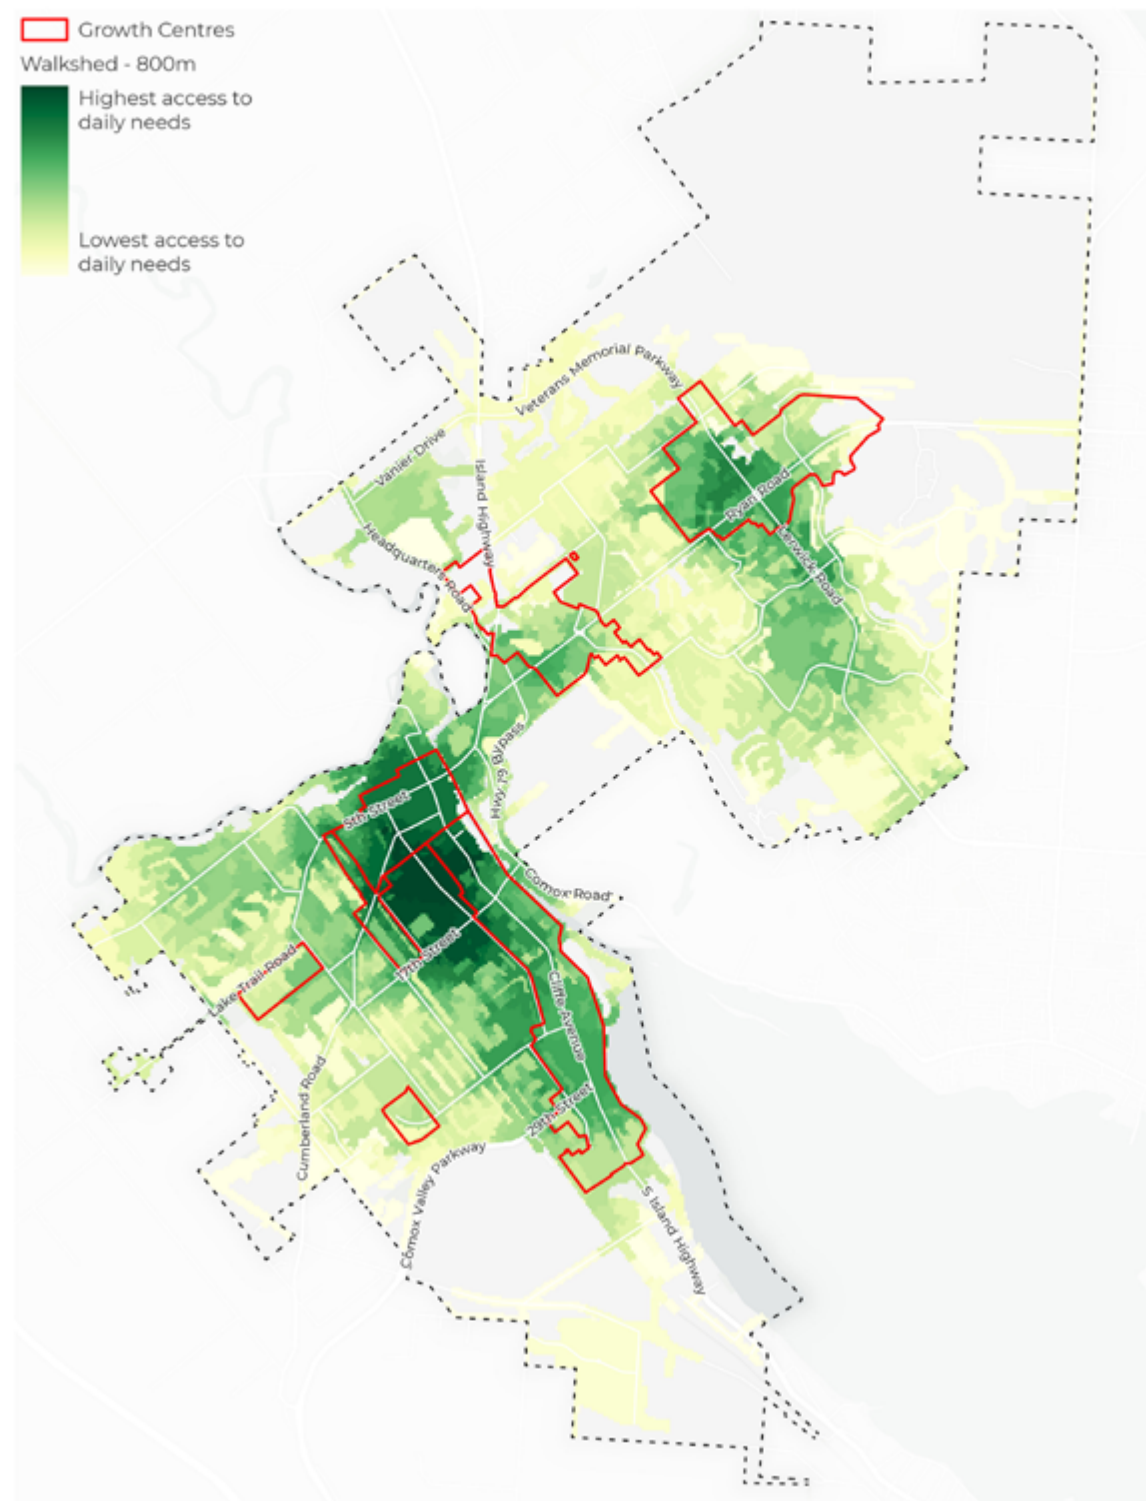 Growth Centres
Walkshed - 800m
Highest access to
daily needs
Lowest access to
daily needs
Veterans Memorial Parkway
Vanier Drive
Island Highway
Headquarters Road
Ryan Road
Lerwick Road
Hwy 19 Bypass
5th Street
Comox Road
17th Street
Lake Trail Road
Cliffe Avenue
Cumberland Road
29th Street
Comox Valley Parkway
S Island Highway